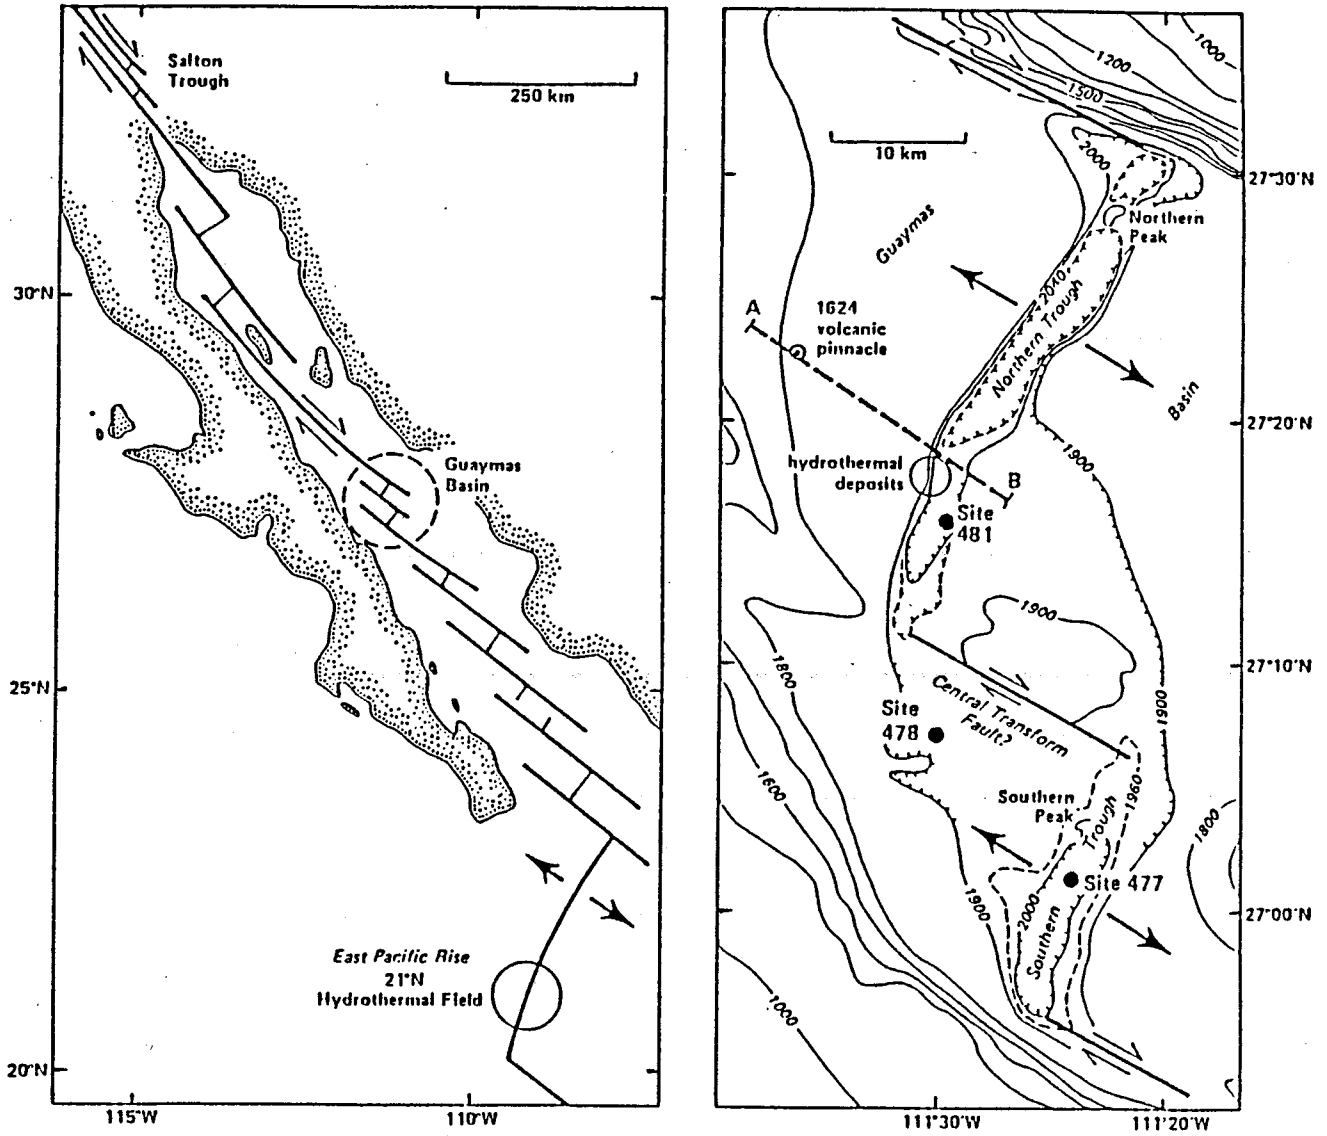 Salton
Trough
250 km
30°N
Guaymas
Basin
25°N
East Pacific Rise
21°N
Hydrothermal Field
20°N
115°W
110°W
1000
1200
1500
10 km
2000
27°30'N
Northern
Peak
Guaymas
2040
Northern Trough
A
1624
volcanic
pinnacle
Basin
27°20'N
1900
hydrothermal
deposits
B
Site
481
1900
27°10'N
1800
Central Transform
Fault?
1900
Site
478
1600
Southern
Peak
Trough
1960
1800
Site 477
1900
2000
Southern
27°00'N
1000
111°30'W
111°20'W